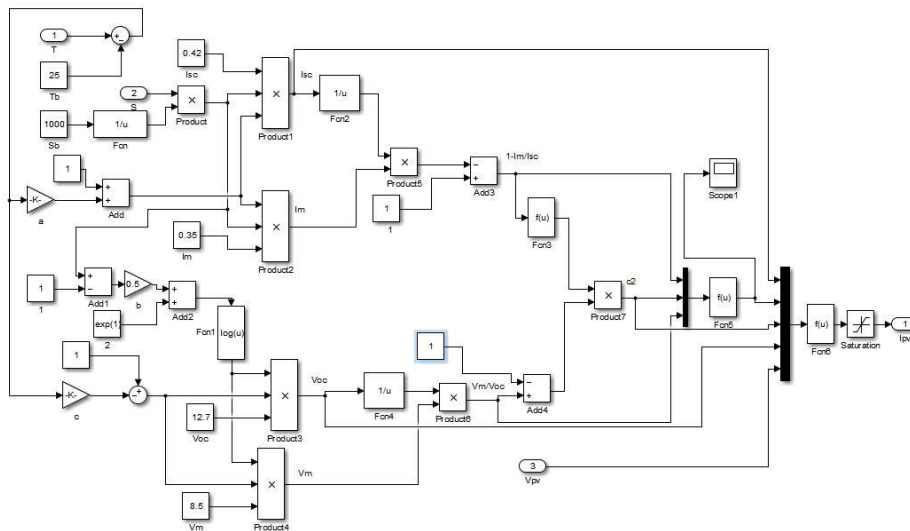 1
T
25
Tb
2
S
1000
Sb
1/u
Fcn
×
Product
0.42
Isc
×
Product1
Isc
1/u
Fcn2
1
-K-
a
+
+
Add
0.35
Im
×
Product2
Im
×
Product5
1
1
−
+
Add3
1-Im/Isc
f(u)
Fcn3
Scope1
1
1
+
−
Add1
0.5
b
exp(1)
2
+
+
Add2
log(u)
Fcn1
1
-K-
c
12.7
Voc
×
Product3
Voc
1/u
Fcn4
8.5
Vm
×
Product4
Vm
×
Product6
Vm/Voc
1
−
+
Add4
×
Product7
c2
f(u)
Fcn5
3
Vpv
f(u)
Fcn6
Saturation
1
Ipv